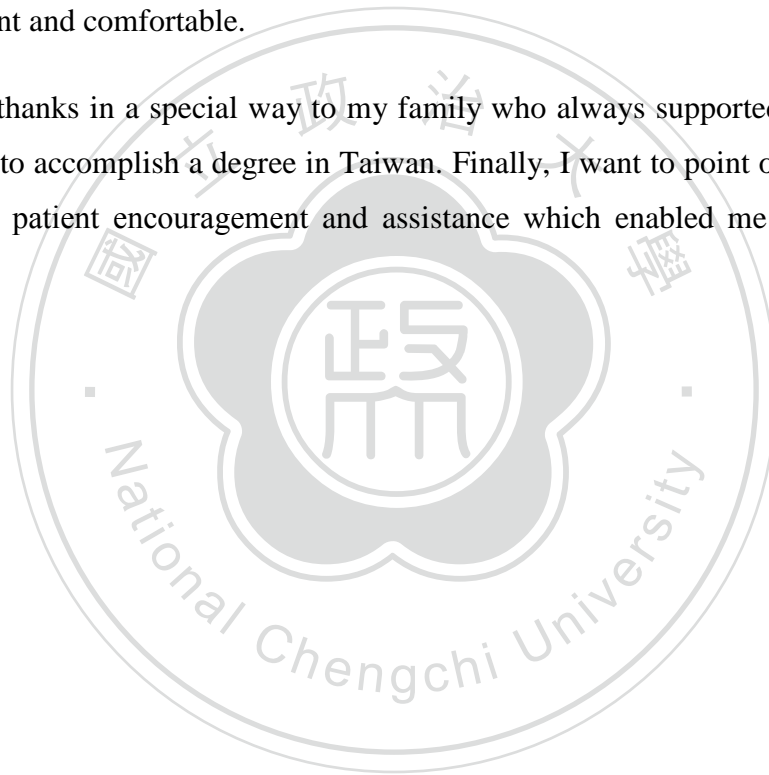 nt and comfortable.
thanks in a special way to my family who always supported
to accomplish a degree in Taiwan. Finally, I want to point o
patient encouragement and assistance which enabled me
國立政治大學
政大
National Chengchi University